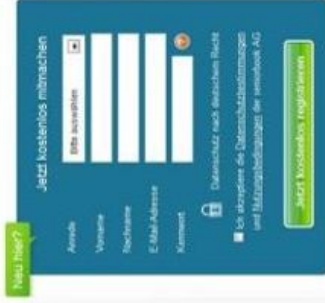 Neu hier?
Jetzt kostenlos mitmachen
Anrede
Bitte auswählen
Vorname
Nachname
E-Mail-Adresse
Kennwort
Datenschutz nach deutschem Recht
Ich akzeptiere die Datenschutzbestimmungen
und Nutzungsbedingungen der seniorbook AG
Jetzt kostenlos registrieren